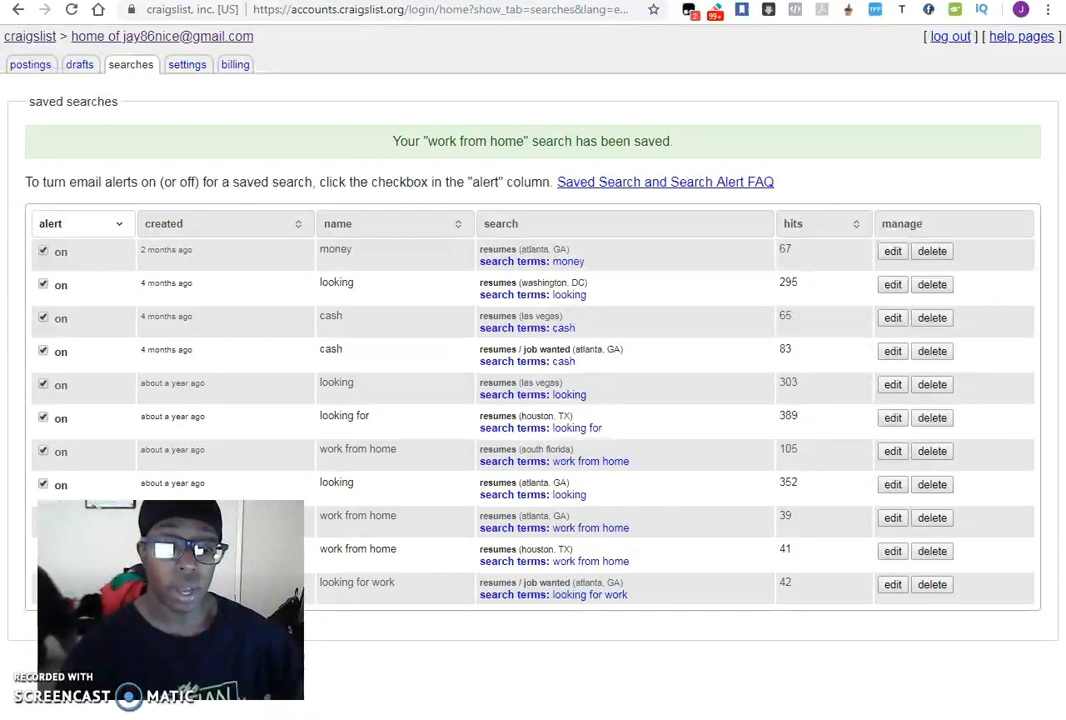 craigslist, inc. [US] | https://accounts.craigslist.org/login/home?show_tab=searches&lang=e...
2
99+
TFP
T
IQ
J
craigslist > home of jay86nice@gmail.com [ log out ] [ help pages ]
postings drafts searches settings billing
saved searches
Your "work from home" search has been saved.
To turn email alerts on (or off) for a saved search, click the checkbox in the "alert" column. Saved Search and Search Alert FAQ
alert created name search hits manage
on 2 months ago money resumes (atlanta, GA) 67 edit delete
search terms: money
on 4 months ago looking resumes (washington, DC) 295 edit delete
search terms: looking
on 4 months ago cash resumes (las vegas) 65 edit delete
search terms: cash
on 4 months ago cash resumes / job wanted (atlanta, GA) 83 edit delete
search terms: cash
on about a year ago looking resumes (las vegas) 303 edit delete
search terms: looking
on about a year ago looking for resumes (houston, TX) 389 edit delete
search terms: looking for
on about a year ago work from home resumes (south florida) 105 edit delete
search terms: work from home
on about a year ago looking resumes (atlanta, GA) 352 edit delete
search terms: looking
work from home resumes (atlanta, GA) 39 edit delete
search terms: work from home
work from home resumes (houston, TX) 41 edit delete
search terms: work from home
looking for work resumes / job wanted (atlanta, GA) 42 edit delete
search terms: looking for work
RECORDED WITH
SCREENCAST MATIC